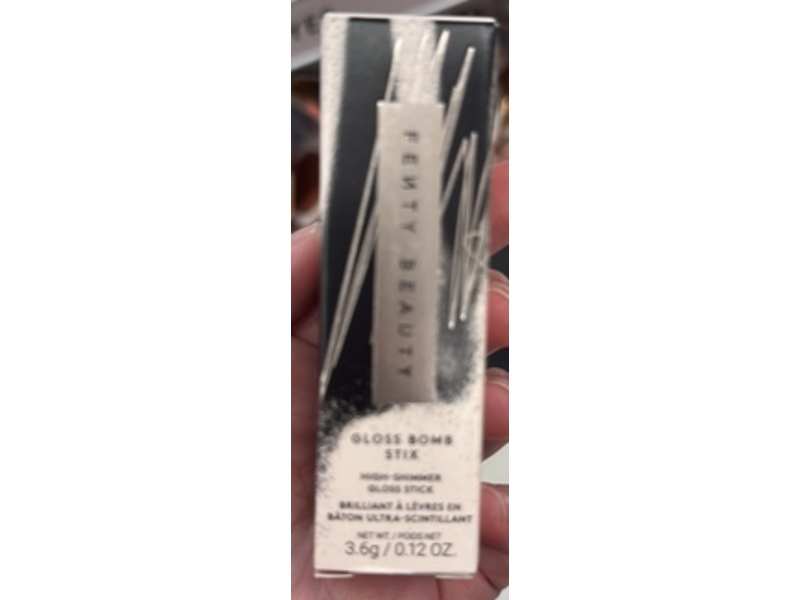 FENTY BEAUTY
GLOSS BOMB
STIX
HIGH-SHIMMER
GLOSS STICK
BRILLIANT À LÈVRES EN
BÂTON ULTRA-SCINTILLANT
NET WT. / POIDS NET
3.6g / 0.12 OZ.